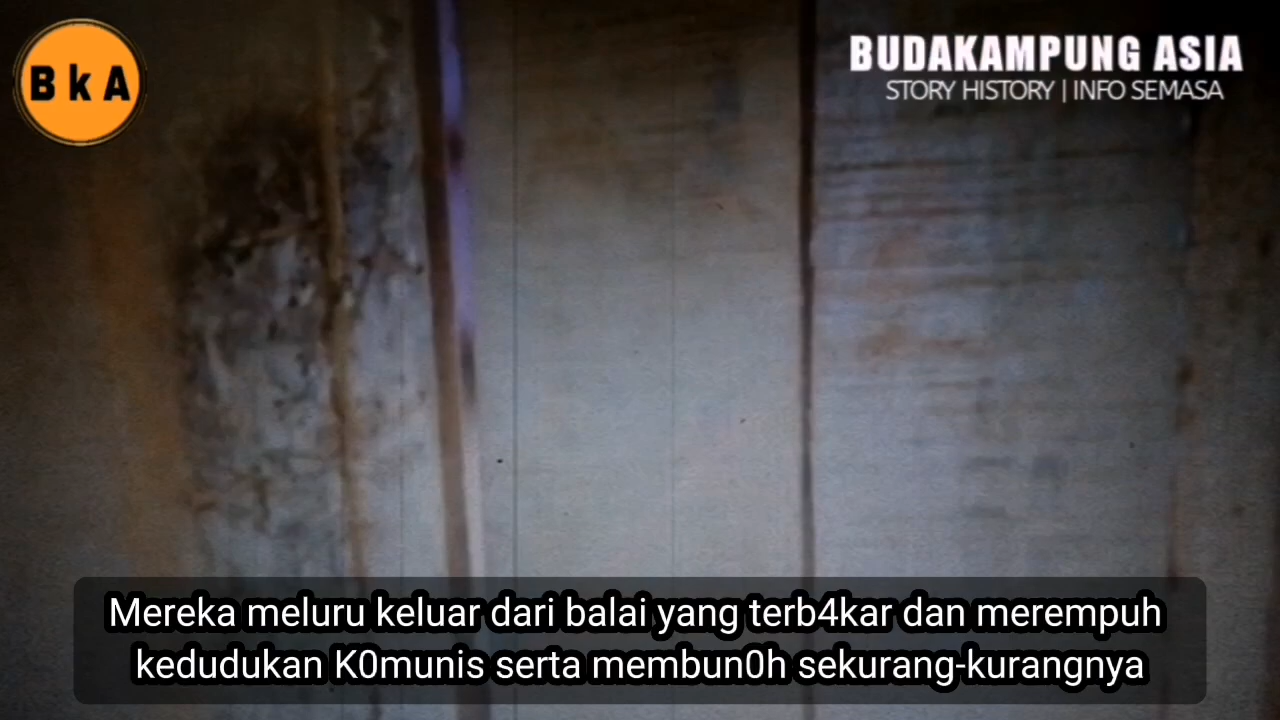 BkA
BUDAKAMPUNG ASIA
STORY HISTORY | INFO SEMASA
Mereka meluru keluar dari balai yang terb4kar dan merempuh
kedudukan K0munis serta membun0h sekurang-kurangnya